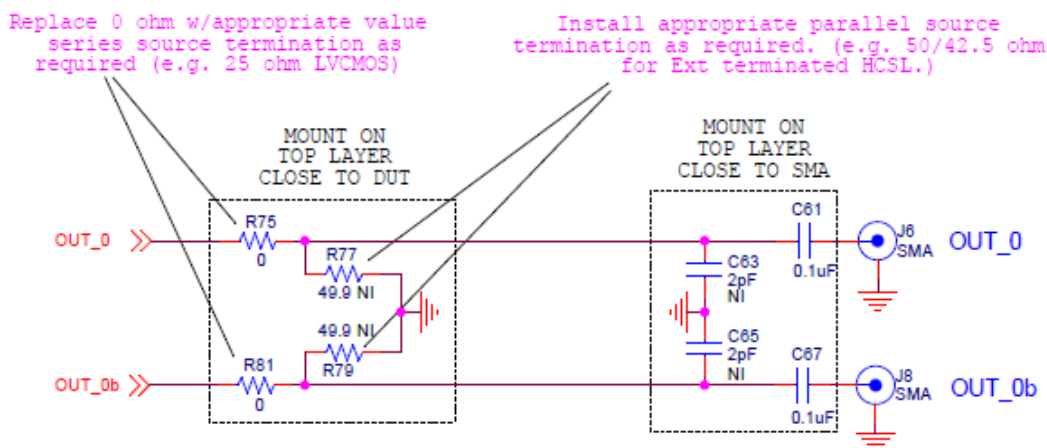 Replace 0 ohm w/appropriate value
series source termination as
required (e.g. 25 ohm LVCMOS)
Install appropriate parallel source
termination as required. (e.g. 50/42.5 ohm
for Ext terminated HCSL.)
MOUNT ON
TOP LAYER
CLOSE TO DUT
MOUNT ON
TOP LAYER
CLOSE TO SMA
OUT_0
R75
0
R77
49.9 NI
C63
2pF
NI
C61
0.1uF
J6
SMA
OUT_0
49.9 NI
R79
C65
2pF
NI
OUT_0b
R81
0
C67
0.1uF
J8
SMA
OUT_0b